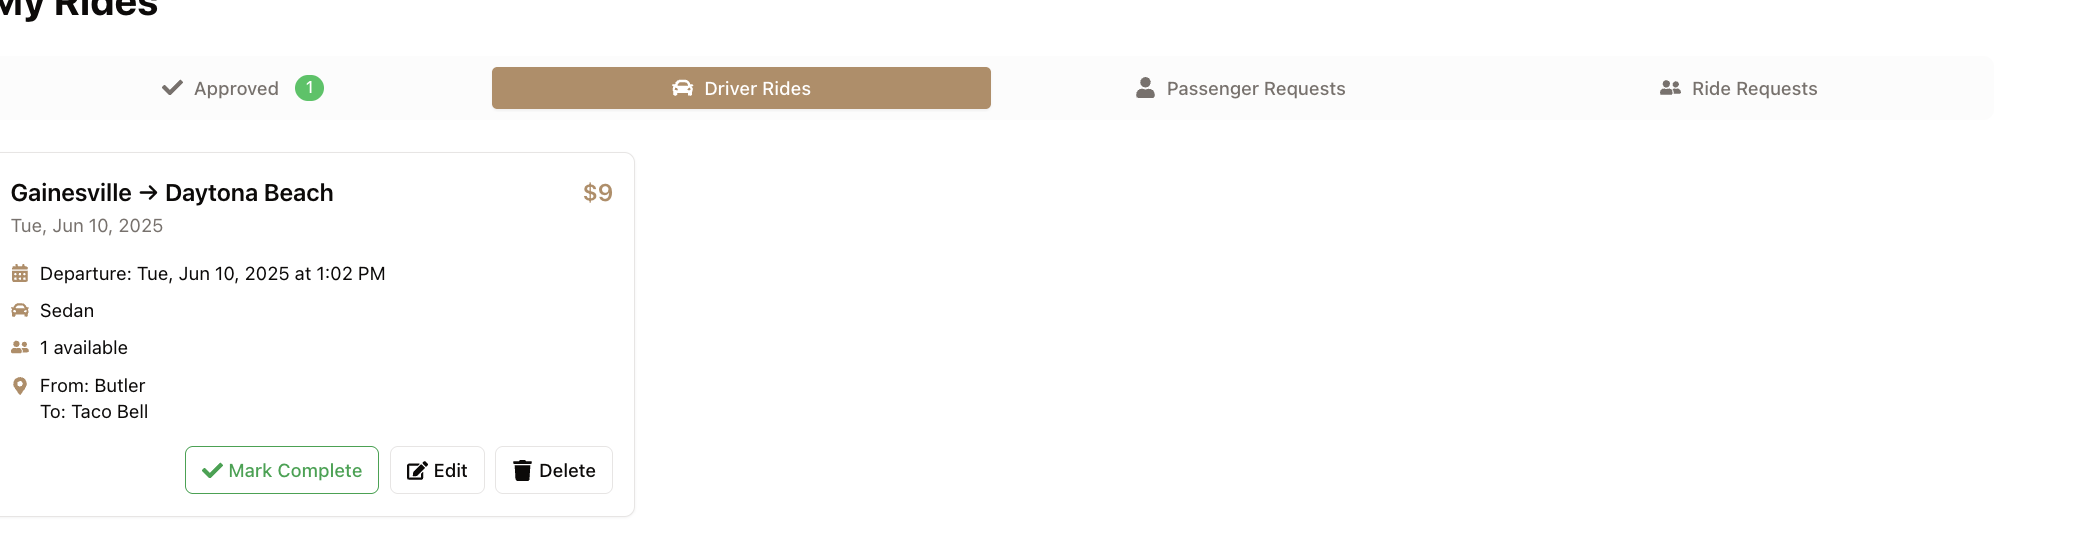 My Rides
Approved 1
Driver Rides
Passenger Requests
Ride Requests
Gainesville → Daytona Beach
$9
Tue, Jun 10, 2025
Departure: Tue, Jun 10, 2025 at 1:02 PM
Sedan
1 available
From: Butler
To: Taco Bell
Mark Complete
Edit
Delete